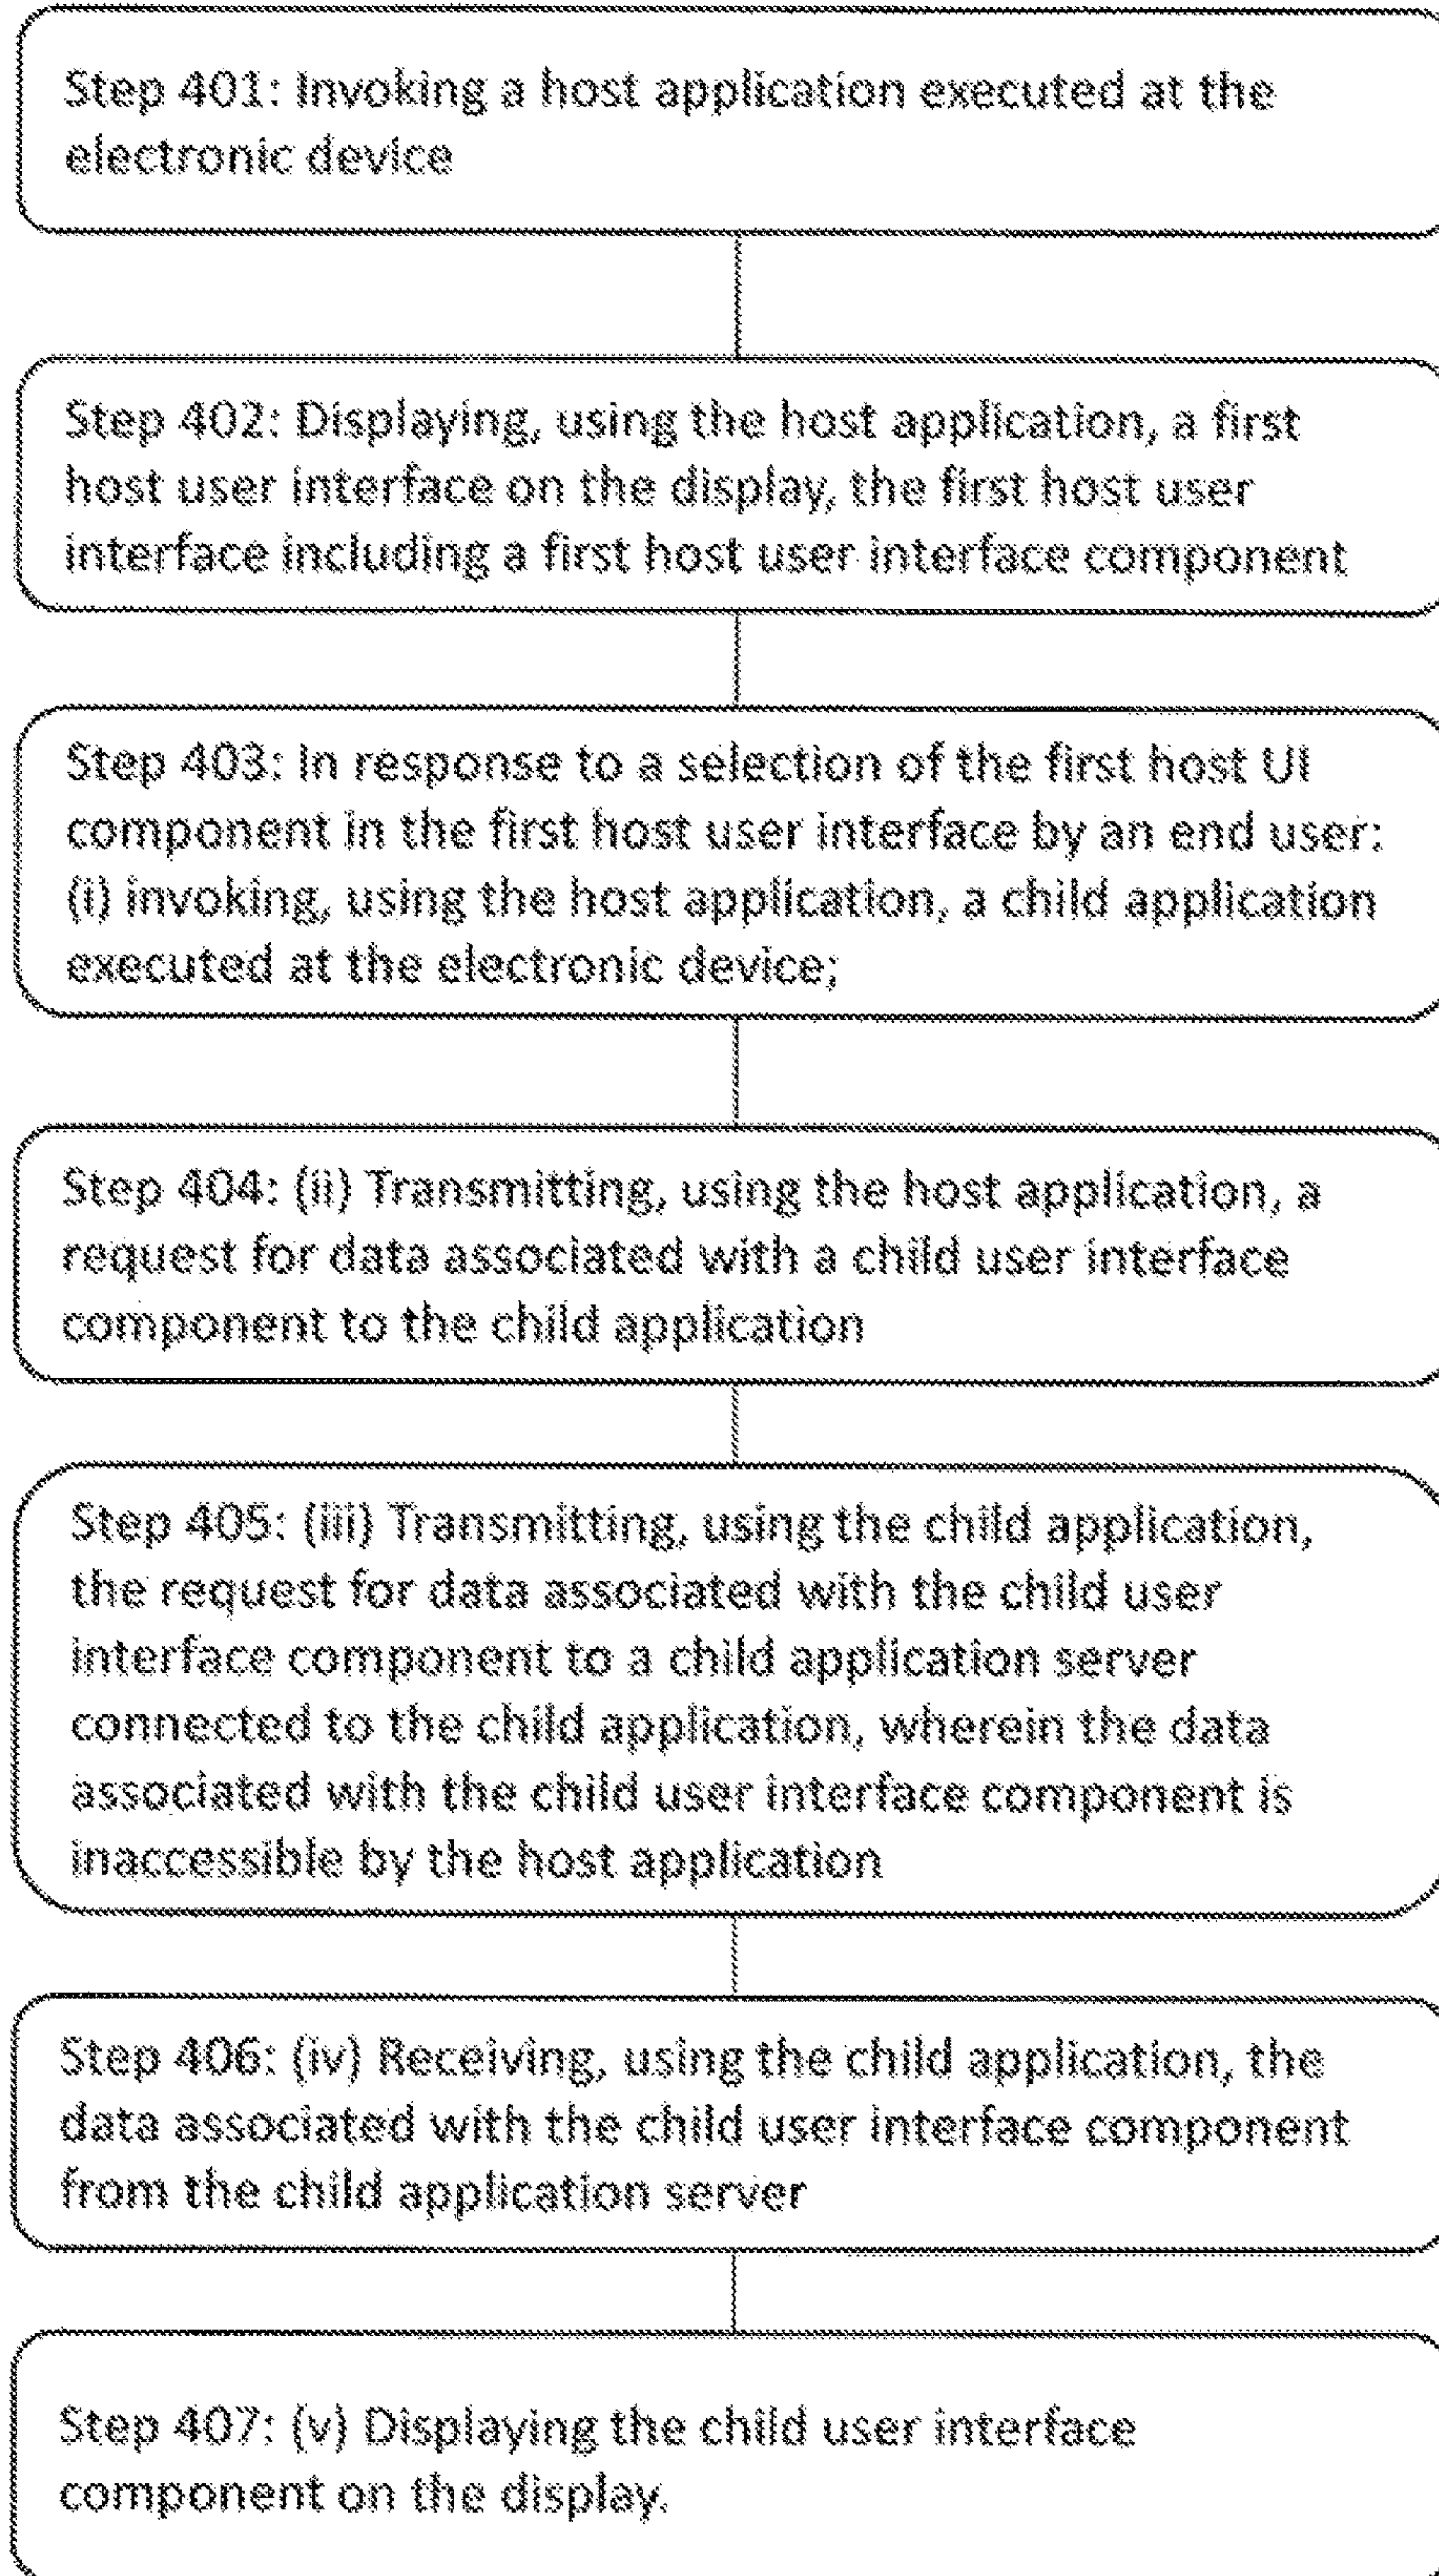 Step 401: Invoking a host application executed at the
electronic device
Step 402: Displaying, using the host application, a first
host user interface on the display, the first host user
interface including a first host user interface component
Step 403: In response to a selection of the first host UI
component in the first host user interface by an end user:
(i) invoking, using the host application, a child application
executed at the electronic device;
Step 404: (ii) Transmitting, using the host application, a
request for data associated with a child user interface
component to the child application
Step 405: (iii) Transmitting, using the child application,
the request for data associated with the child user
interface component to a child application server
connected to the child application, wherein the data
associated with the child user interface component is
inaccessible by the host application
Step 406: (iv) Receiving, using the child application, the
data associated with the child user interface component
from the child application server
Step 407: (v) Displaying the child user interface
component on the display.